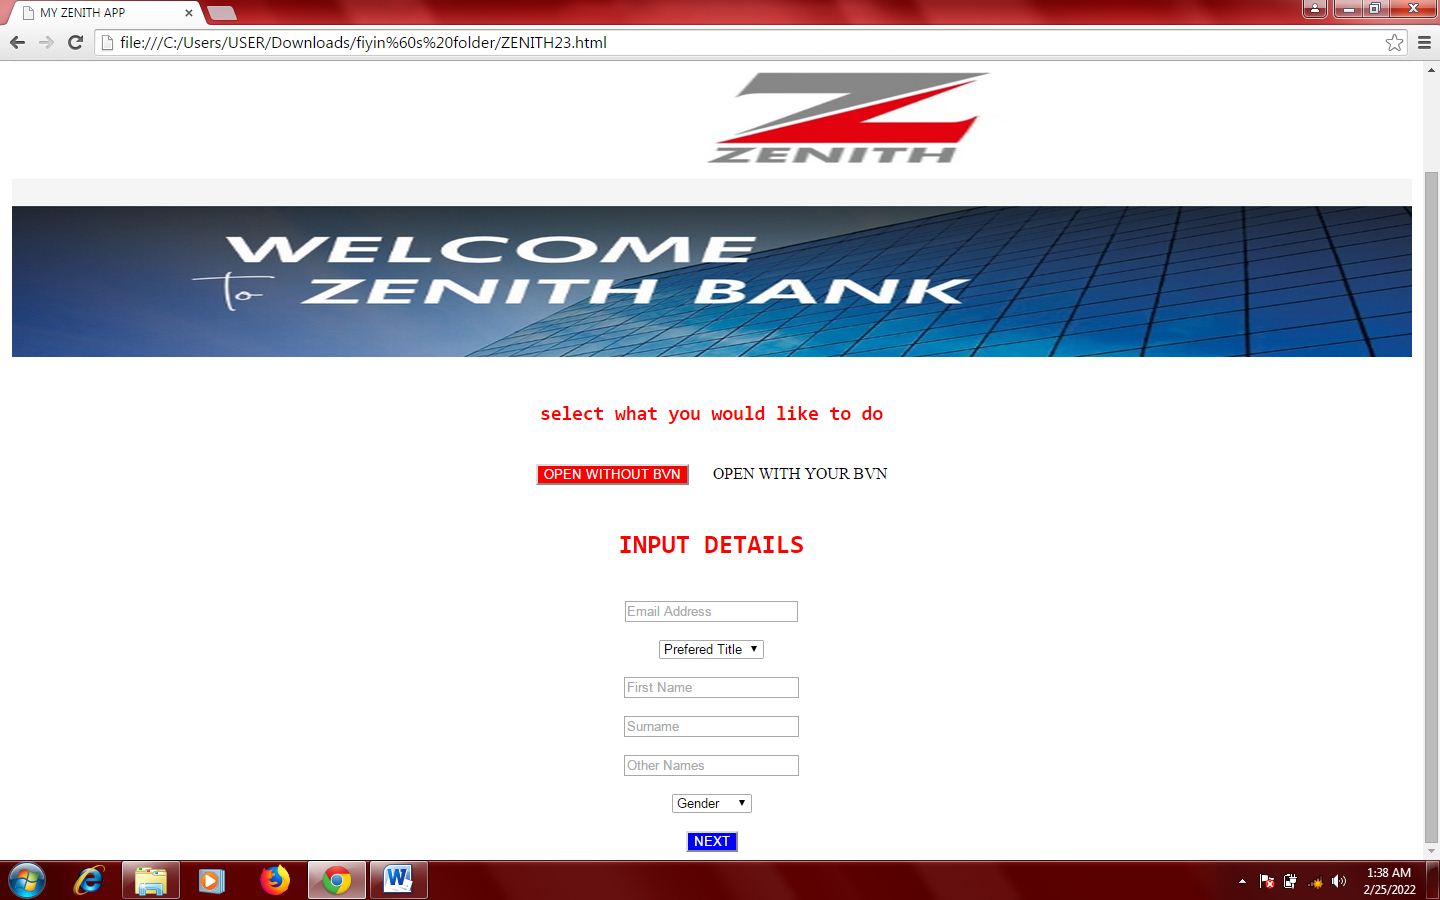 MY ZENITH APP
file:///C:/Users/USER/Downloads/fiyin%60s%20folder/ZENITH23.html
ZENITH
WELCOME
to ZENITH BANK
select what you would like to do
OPEN WITHOUT BVN OPEN WITH YOUR BVN
INPUT DETAILS
Email Address
Prefered Title
First Name
Surname
Other Names
Gender
NEXT
1:38 AM
2/25/2022